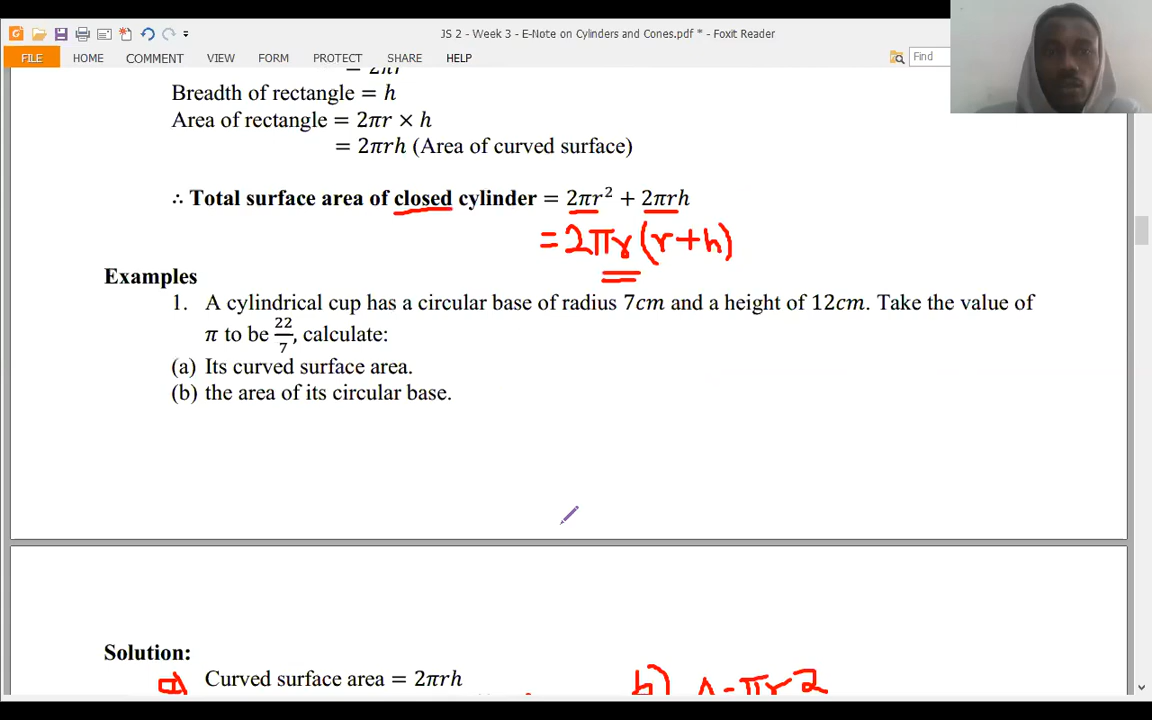 JS 2 - Week 3 - E-Note on Cylinders and Cones.pdf * - Foxit Reader
FILE HOME COMMENT VIEW FORM PROTECT SHARE HELP Find
= 2πr
Breadth of rectangle = h
Area of rectangle = 2πr × h
= 2πrh (Area of curved surface)
∴ Total surface area of closed cylinder = 2πr² + 2πrh
= 2πr(r+h)
Examples
1. A cylindrical cup has a circular base of radius 7cm and a height of 12cm. Take the value of
π to be 22/7, calculate:
(a) Its curved surface area.
(b) the area of its circular base.
Solution:
a) Curved surface area = 2πrh b) A = πr2